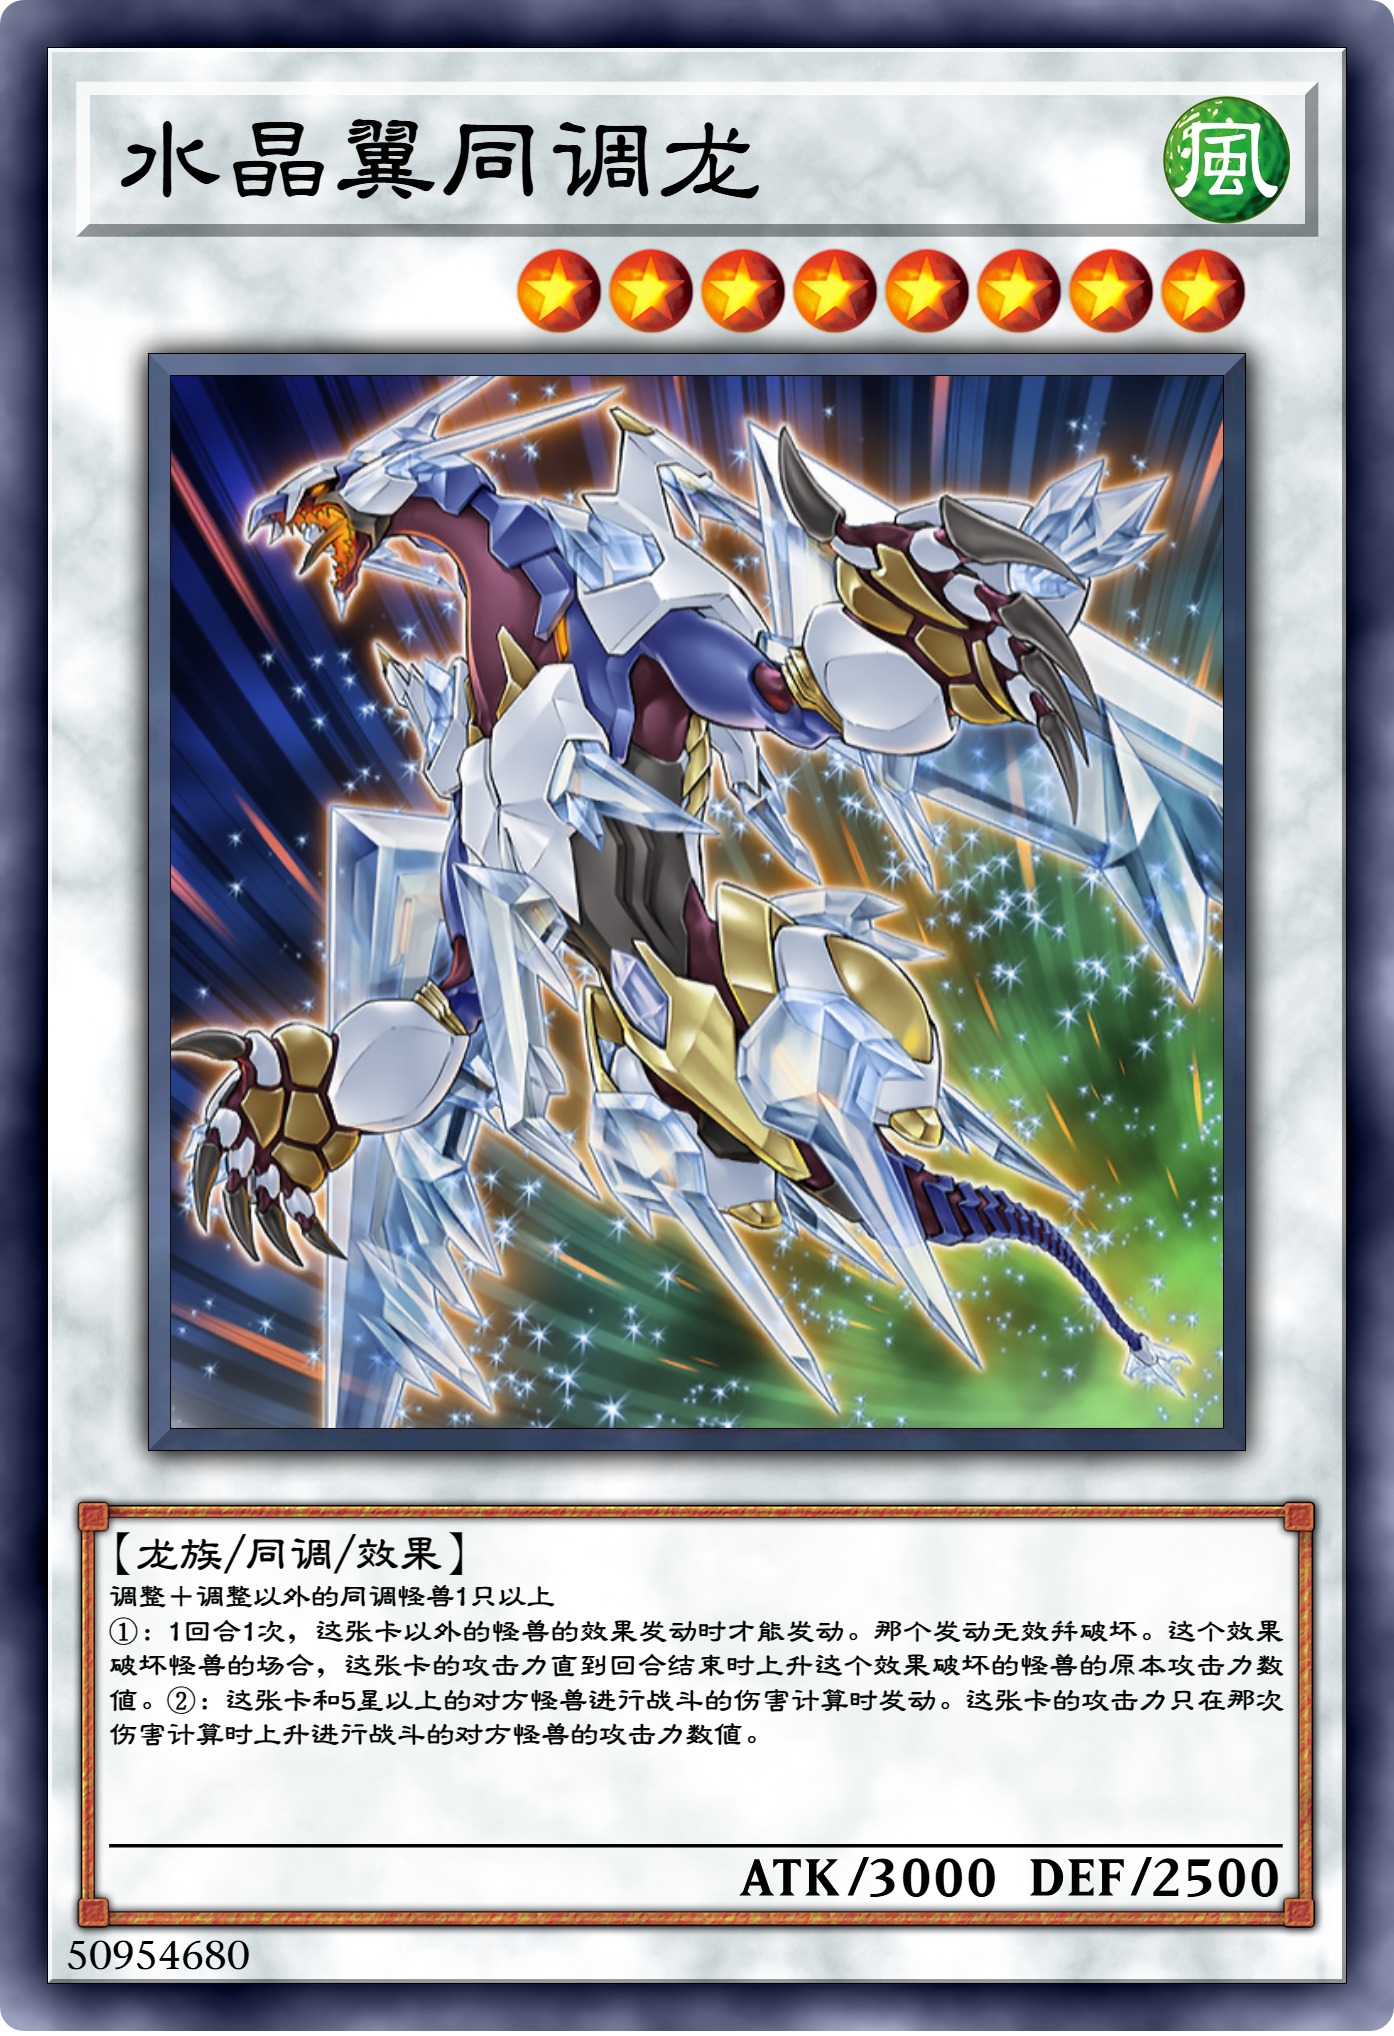 水晶翼同调龙
風
【龙族/同调/效果】
调整＋调整以外的同调怪兽1只以上
①：1回合1次，这张卡以外的怪兽的效果发动时才能发动。那个发动无效并破坏。这个效果
破坏怪兽的场合，这张卡的攻击力直到回合结束时上升这个效果破坏的怪兽的原本攻击力数
值。②：这张卡和5星以上的对方怪兽进行战斗的伤害计算时发动。这张卡的攻击力只在那次
伤害计算时上升进行战斗的对方怪兽的攻击力数值。
ATK/3000 DEF/2500
50954680